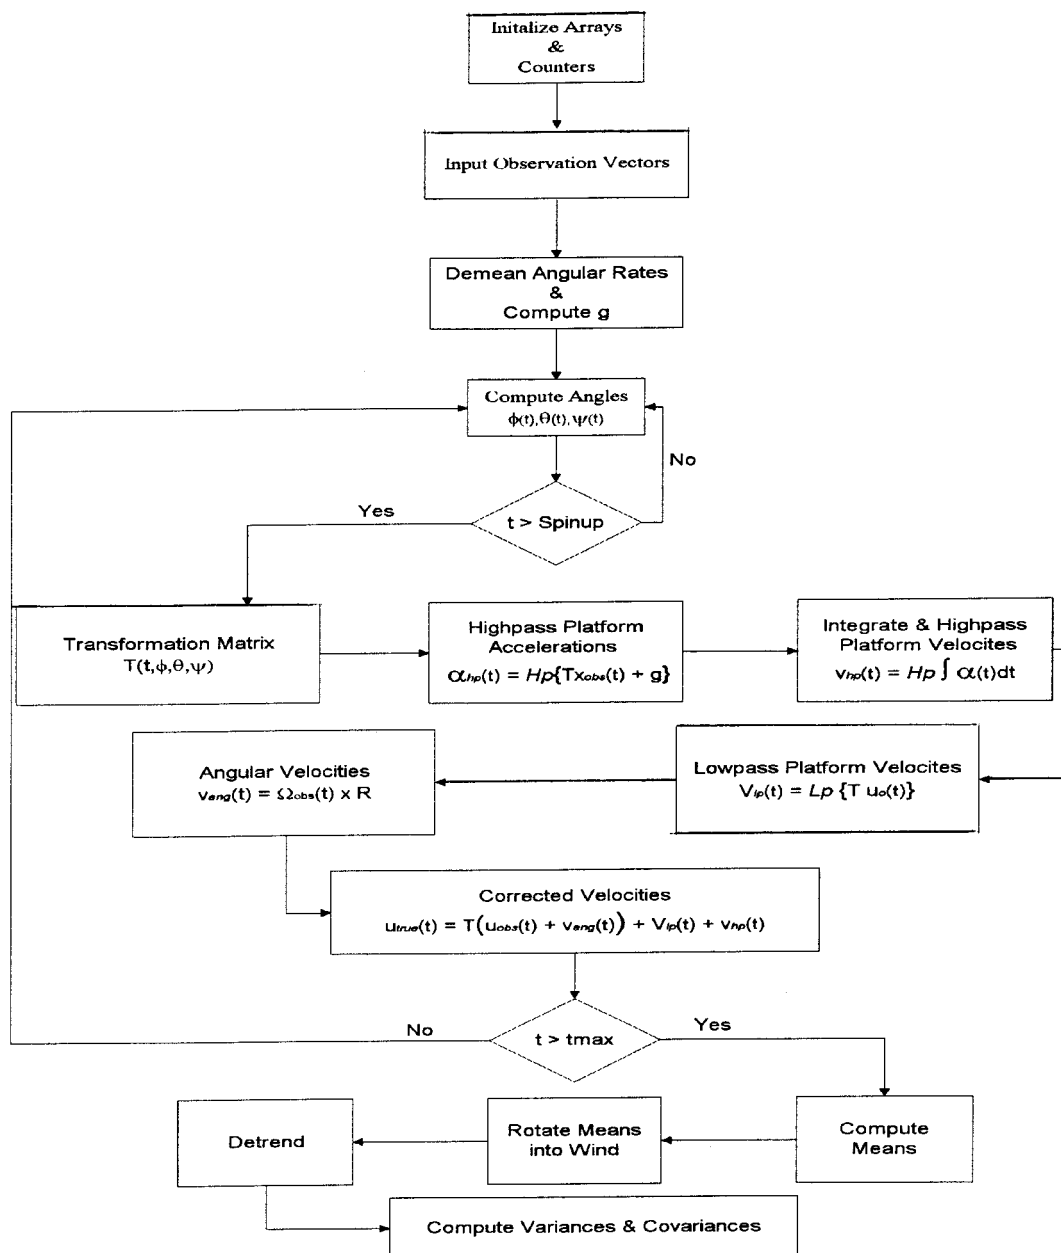 Initalize Arrays
&
Counters
Input Observation Vectors
Demean Angular Rates
&
Compute g
Compute Angles
ϕ(t),θ(t),ψ(t)
No
t > Spinup
Yes
Transformation Matrix
T(t,ϕ,θ,ψ)
Highpass Platform
Accelerations
αhp(t) = Hp{Txobs(t) + g}
Integrate & Highpass
Platform Velocites
vhp(t) = Hp ∫ α(t)dt
Lowpass Platform Velocites
Vlp(t) = Lp {T uo(t)}
Angular Velocities
vang(t) = Ωobs(t) x R
Corrected Velocities
utrue(t) = T(uobs(t) + vang(t)) + Vlp(t) + vhp(t)
No
t > tmax
Yes
Compute
Means
Rotate Means
into Wind
Detrend
Compute Variances & Covariances